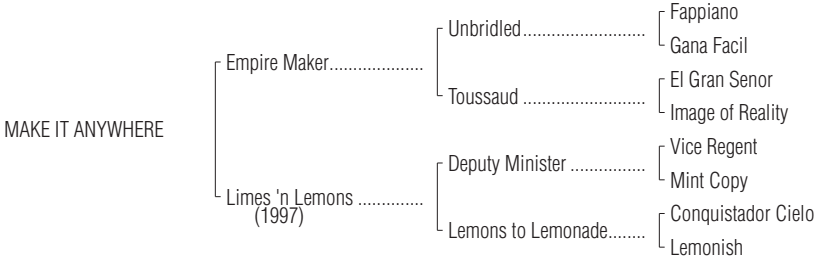 Fappiano
Unbridled.........................
Gana Facil
Empire Maker...................
El Gran Senor
Toussaud .........................
Image of Reality
MAKE IT ANYWHERE
Vice Regent
Deputy Minister ................
Mint Copy
Limes 'n Lemons ..............
(1997)
Conquistador Cielo
Lemons to Lemonade........
Lemonish